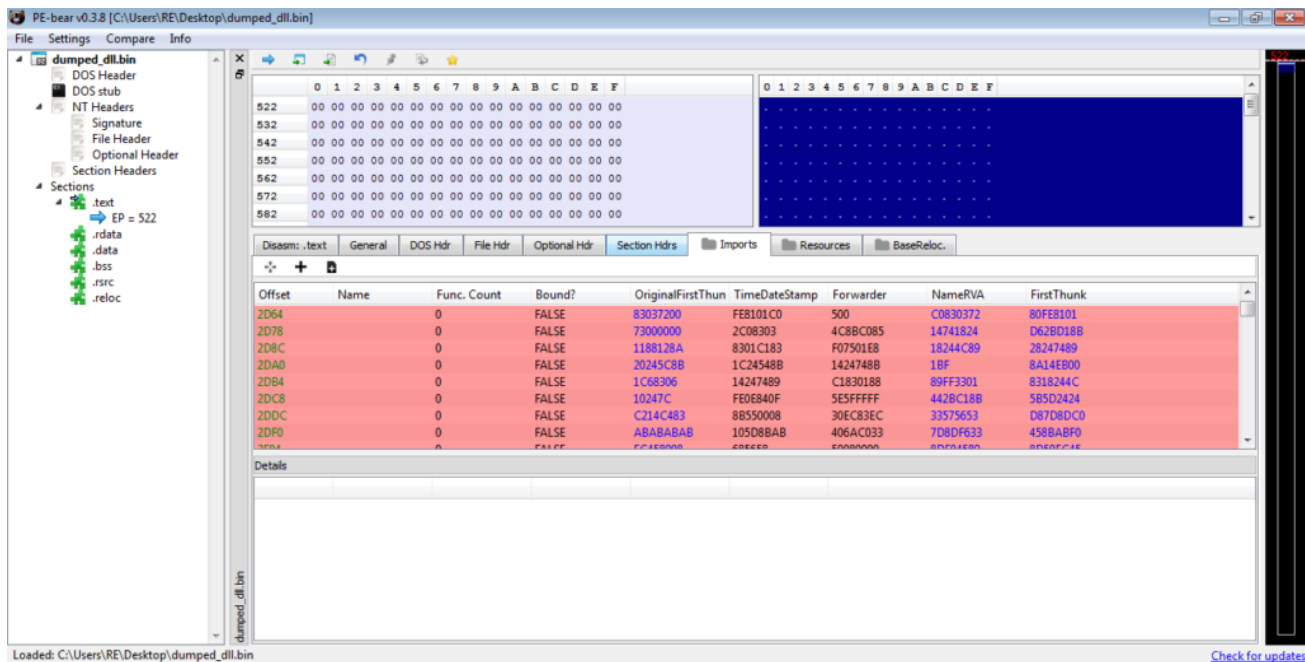 PE-bear v0.3.8 [C:\Users\RE\Desktop\dumped_dll.bin]
File Settings Compare Info
dumped_dll.bin
DOS Header
DOS stub
NT Headers
Signature
File Header
Optional Header
Section Headers
Sections
.text
EP = 522
.rdata
.data
.bss
.rsrc
.reloc
dumped_dll.bin
0 1 2 3 4 5 6 7 8 9 A B C D E F
522 00 00 00 00 00 00 00 00 00 00 00 00 00 00 00 00
532 00 00 00 00 00 00 00 00 00 00 00 00 00 00 00 00
542 00 00 00 00 00 00 00 00 00 00 00 00 00 00 00 00
552 00 00 00 00 00 00 00 00 00 00 00 00 00 00 00 00
562 00 00 00 00 00 00 00 00 00 00 00 00 00 00 00 00
572 00 00 00 00 00 00 00 00 00 00 00 00 00 00 00 00
582 00 00 00 00 00 00 00 00 00 00 00 00 00 00 00 00
0 1 2 3 4 5 6 7 8 9 A B C D E F
. . . . . . . . . . . . . . . .
. . . . . . . . . . . . . . . .
. . . . . . . . . . . . . . . .
. . . . . . . . . . . . . . . .
. . . . . . . . . . . . . . . .
. . . . . . . . . . . . . . . .
. . . . . . . . . . . . . . . .
522
Disasm: .text General DOS Hdr File Hdr Optional Hdr Section Hdrs Imports Resources BaseReloc.
Offset Name Func. Count Bound? OriginalFirstThun TimeDateStamp Forwarder NameRVA FirstThunk
2D64 0 FALSE 83037200 FE8101C0 500 C0830372 80FE8101
2D78 0 FALSE 73000000 2C08303 4C8BC085 14741824 D62BD18B
2D8C 0 FALSE 1188128A 8301C183 F07501E8 18244C89 28247489
2DA0 0 FALSE 20245C8B 1C24548B 1424748B 1BF 8A14EB00
2DB4 0 FALSE 1C68306 14247489 C1830188 89FF3301 8318244C
2DC8 0 FALSE 10247C FE0E840F 5E5FFFFF 442BC18B 5B5D2424
2DDC 0 FALSE C214C483 8B550008 30EC83EC 33575653 D87D8DC0
2DF0 0 FALSE ABABABAB 105D8BAB 406AC033 7D8DF633 458BABF0
Details
Loaded: C:\Users\RE\Desktop\dumped_dll.bin
Check for updates